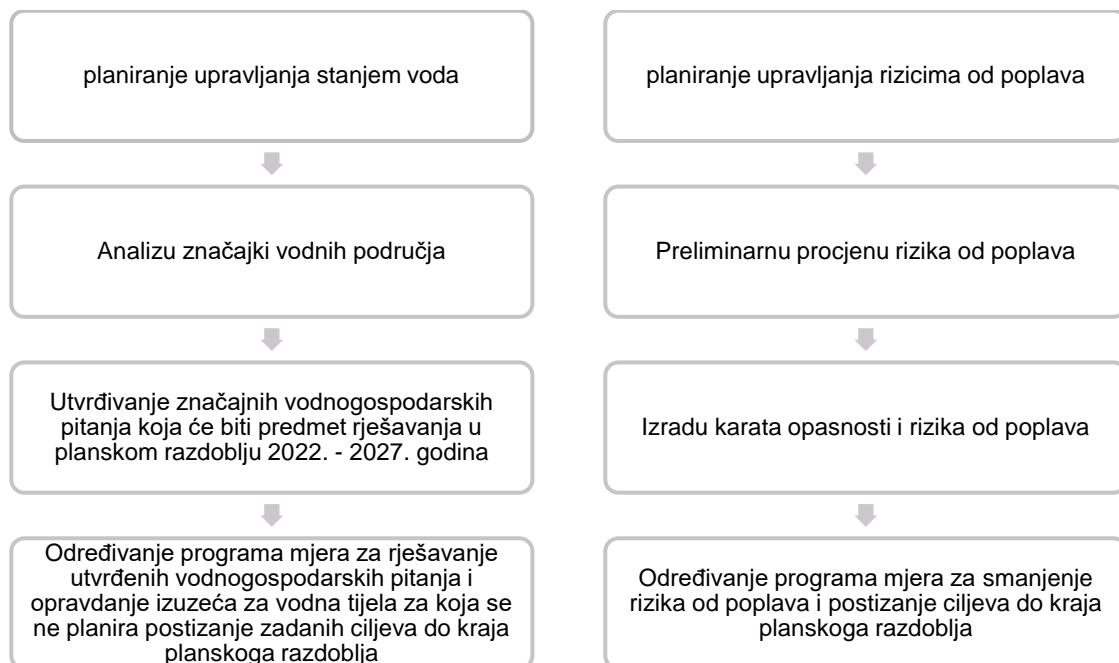 planiranje upravljanja stanjem voda
Analizu značajki vodnih područja
Utvrđivanje značajnih vodnogospodarskih
pitanja koja će biti predmet rješavanja u
planskom razdoblju 2022. - 2027. godina
Određivanje programa mjera za rješavanje
utvrđenih vodnogospodarskih pitanja i
opravdanje izuzeća za vodna tijela za koja se
ne planira postizanje zadanih ciljeva do kraja
planskoga razdoblja
planiranje upravljanja rizicima od poplava
Preliminarnu procjenu rizika od poplava
Izradu karata opasnosti i rizika od poplava
Određivanje programa mjera za smanjenje
rizika od poplava i postizanje ciljeva do kraja
planskoga razdoblja